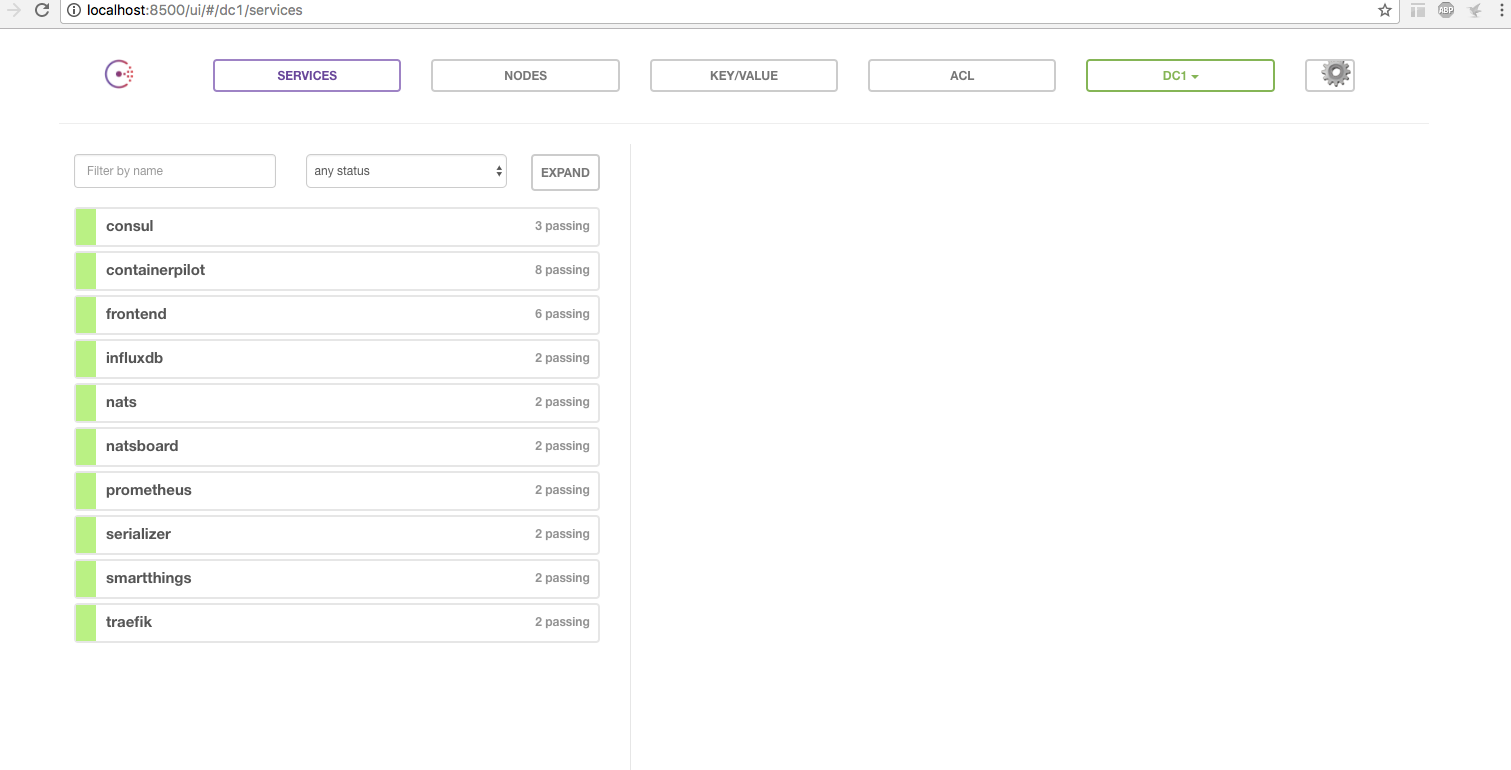 localhost:8500/ui/#/dc1/services
ABP
SERVICES NODES KEY/VALUE ACL DC1
Filter by name any status EXPAND
consul 3 passing
containerpilot 8 passing
frontend 6 passing
influxdb 2 passing
nats 2 passing
natsboard 2 passing
prometheus 2 passing
serializer 2 passing
smartthings 2 passing
traefik 2 passing